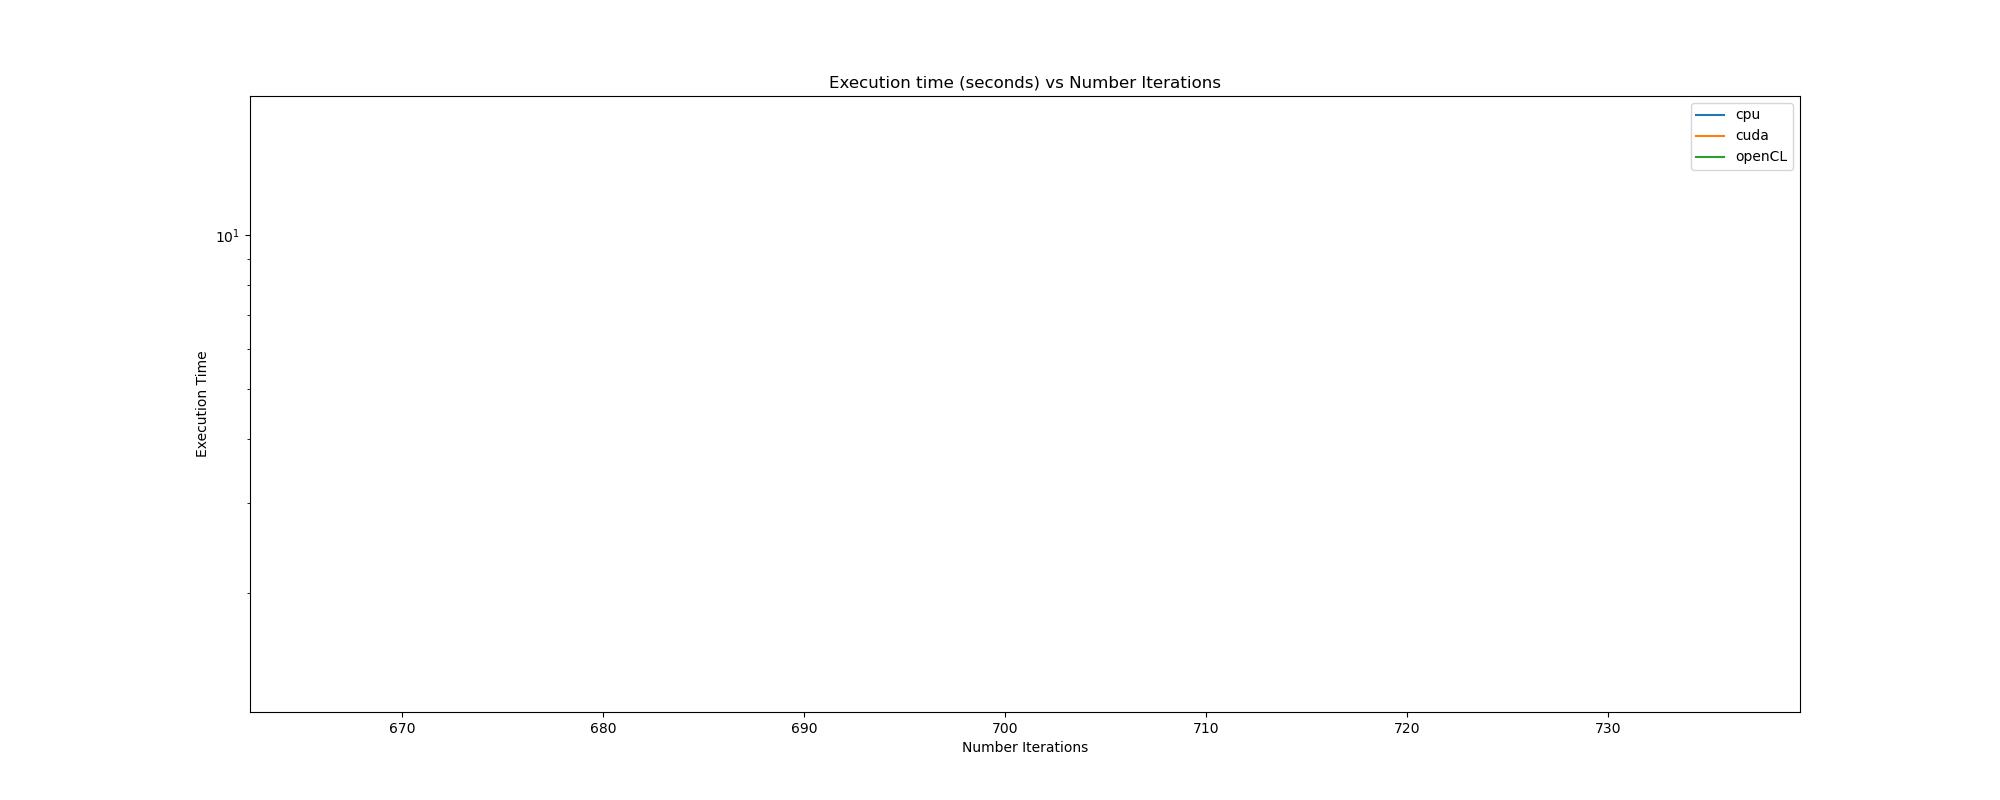 Execution time (seconds) vs Number Iterations
cpu
cuda
openCL
10¹
Execution Time
670 680 690 700 710 720 730
Number Iterations